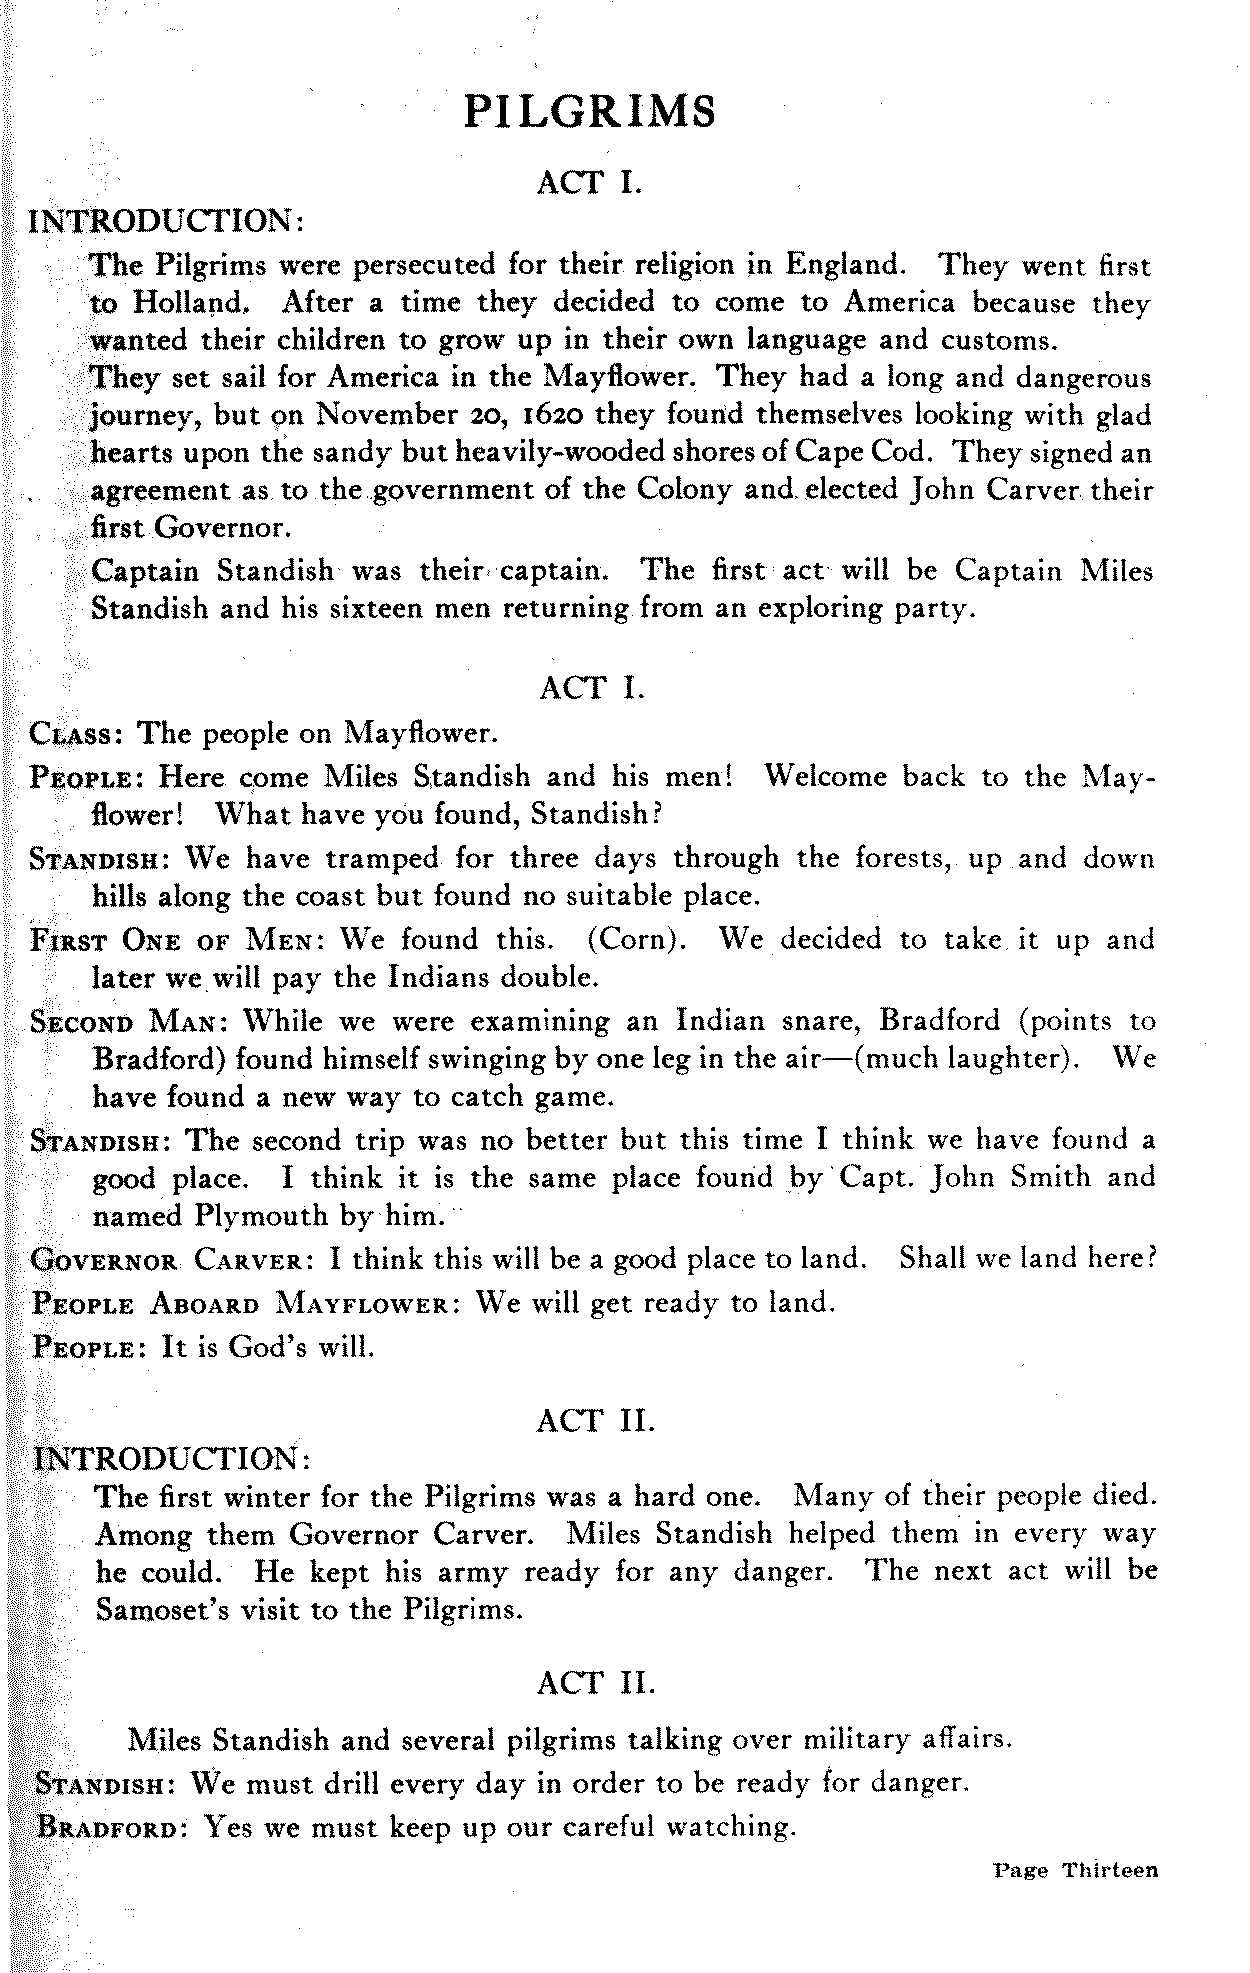 PILGRIMS
ACT I.
INTRODUCTION:
The Pilgrims were persecuted for their religion in England. They went first
to Holland. After a time they decided to come to America because they
wanted their children to grow up in their own language and customs.
They set sail for America in the Mayflower. They had a long and dangerous
journey, but on November 20, 1620 they found themselves looking with glad
hearts upon the sandy but heavily-wooded shores of Cape Cod. They signed an
agreement as to the government of the Colony and elected John Carver their
first Governor.
Captain Standish was their captain. The first act will be Captain Miles
Standish and his sixteen men returning from an exploring party.
ACT I.
CLASS: The people on Mayflower.
PEOPLE: Here come Miles Standish and his men! Welcome back to the May-
flower! What have you found, Standish?
STANDISH: We have tramped for three days through the forests, up and down
hills along the coast but found no suitable place.
FIRST ONE OF MEN: We found this. (Corn). We decided to take it up and
later we will pay the Indians double.
SECOND MAN: While we were examining an Indian snare, Bradford (points to
Bradford) found himself swinging by one leg in the air—(much laughter). We
have found a new way to catch game.
STANDISH: The second trip was no better but this time I think we have found a
good place. I think it is the same place found by Capt. John Smith and
named Plymouth by him.
GOVERNOR CARVER: I think this will be a good place to land. Shall we land here?
PEOPLE ABOARD MAYFLOWER: We will get ready to land.
PEOPLE: It is God's will.
ACT II.
INTRODUCTION:
The first winter for the Pilgrims was a hard one. Many of their people died.
Among them Governor Carver. Miles Standish helped them in every way
he could. He kept his army ready for any danger. The next act will be
Samoset's visit to the Pilgrims.
ACT II.
Miles Standish and several pilgrims talking over military affairs.
STANDISH: We must drill every day in order to be ready for danger.
BRADFORD: Yes we must keep up our careful watching.
Page Thirteen